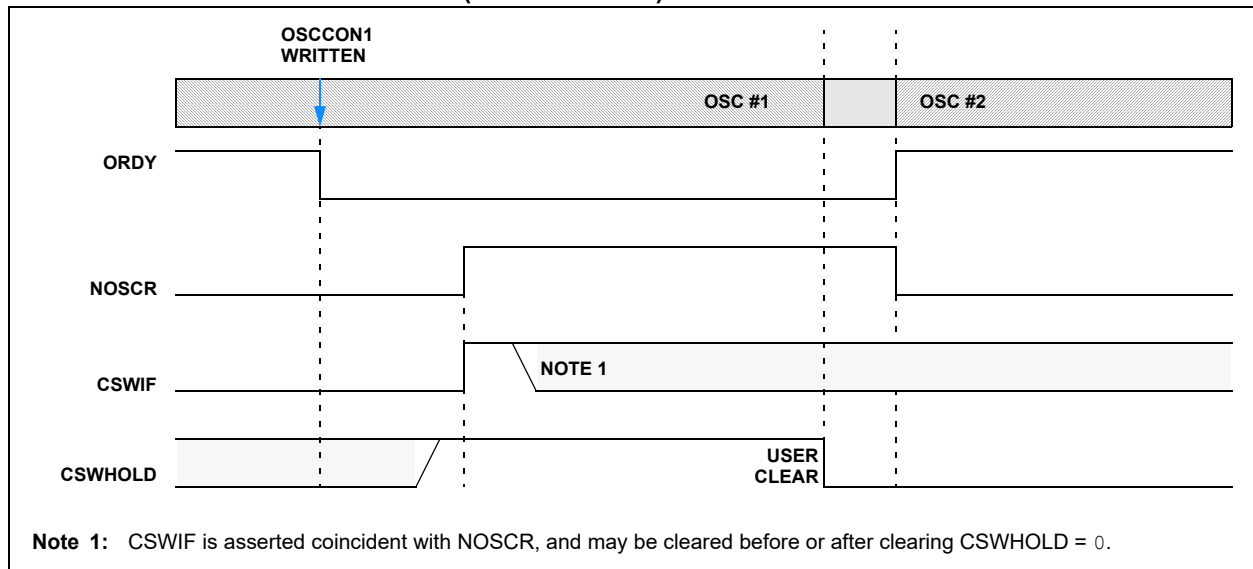 OSCCON1
WRITTEN
OSC #1
OSC #2
ORDY
NOSCR
CSWIF
NOTE 1
CSWHOLD
USER
CLEAR
Note 1: CSWIF is asserted coincident with NOSCR, and may be cleared before or after clearing CSWHOLD = 0.